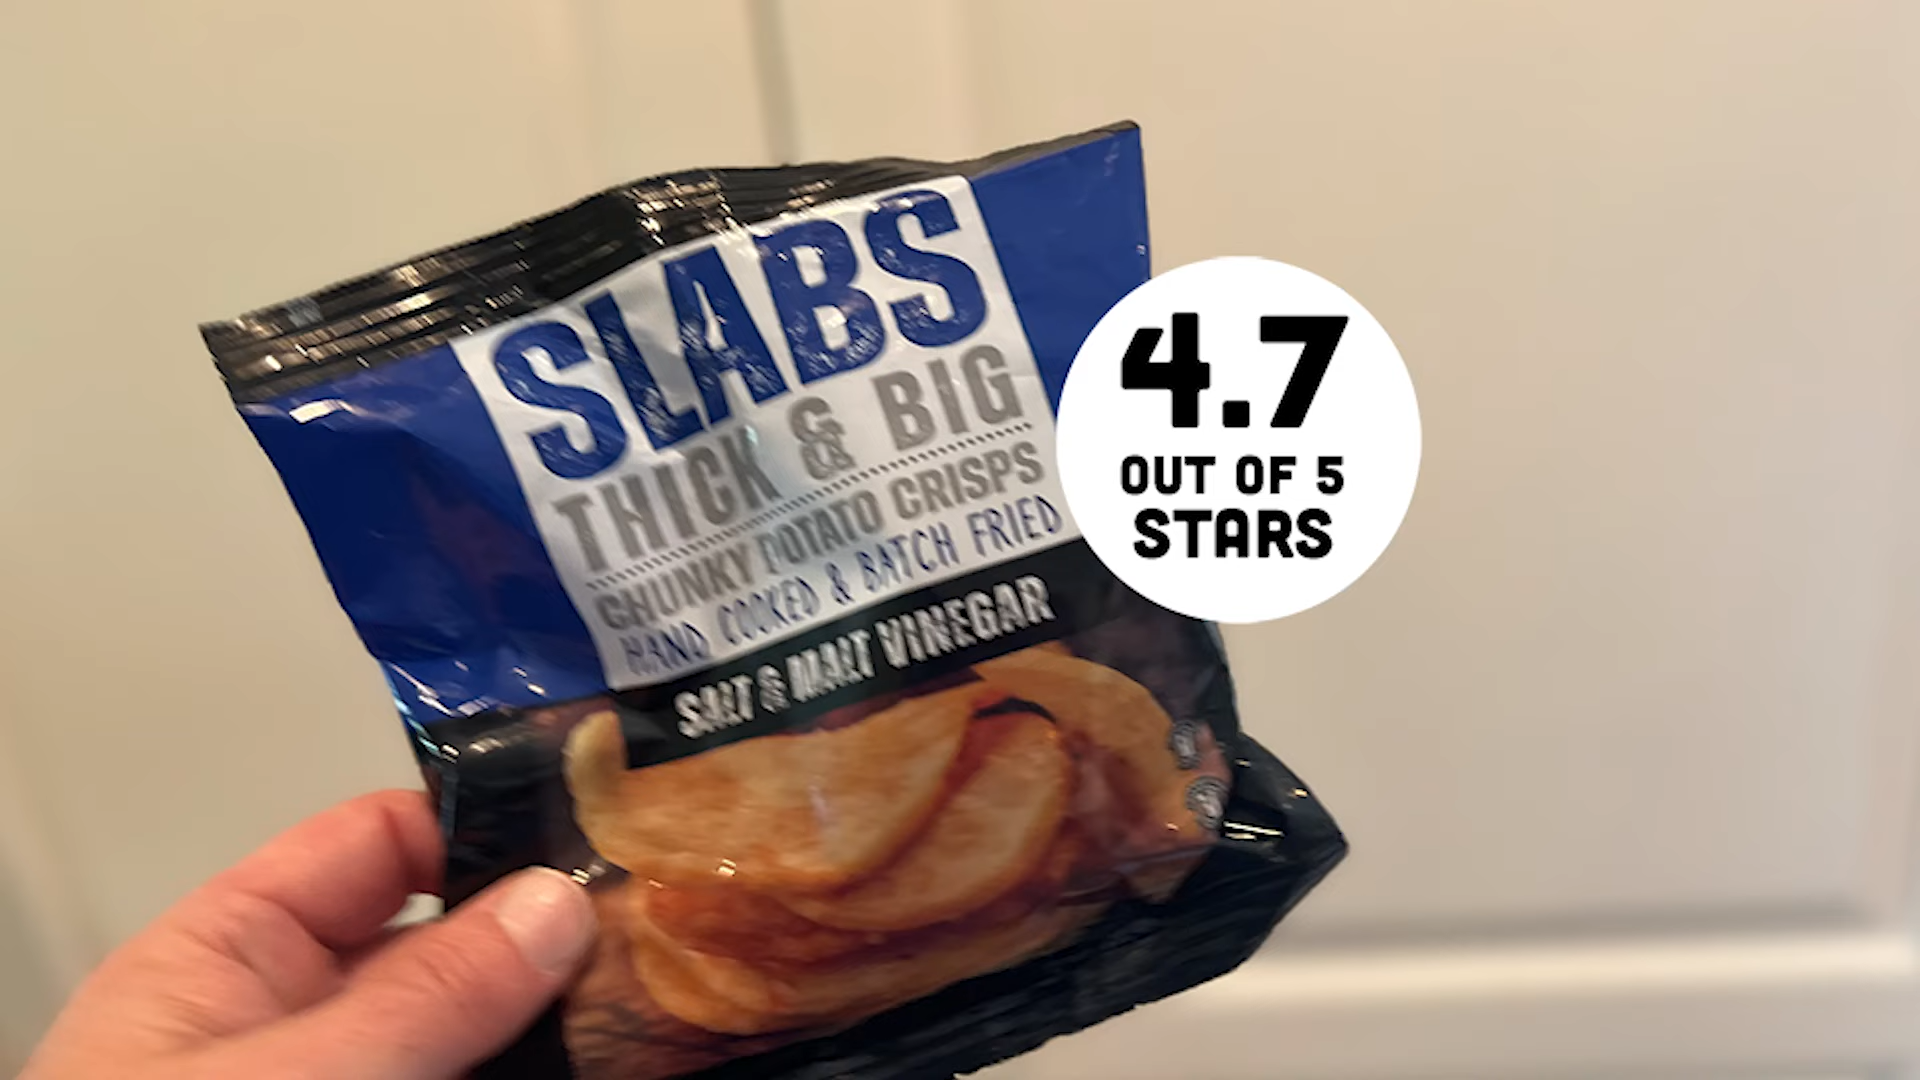 SLABS
THICK & BIG
CHUNKY POTATO CRISPS
HAND COOKED & BATCH FRIED
SALT & MALT VINEGAR
4.7
OUT OF 5
STARS